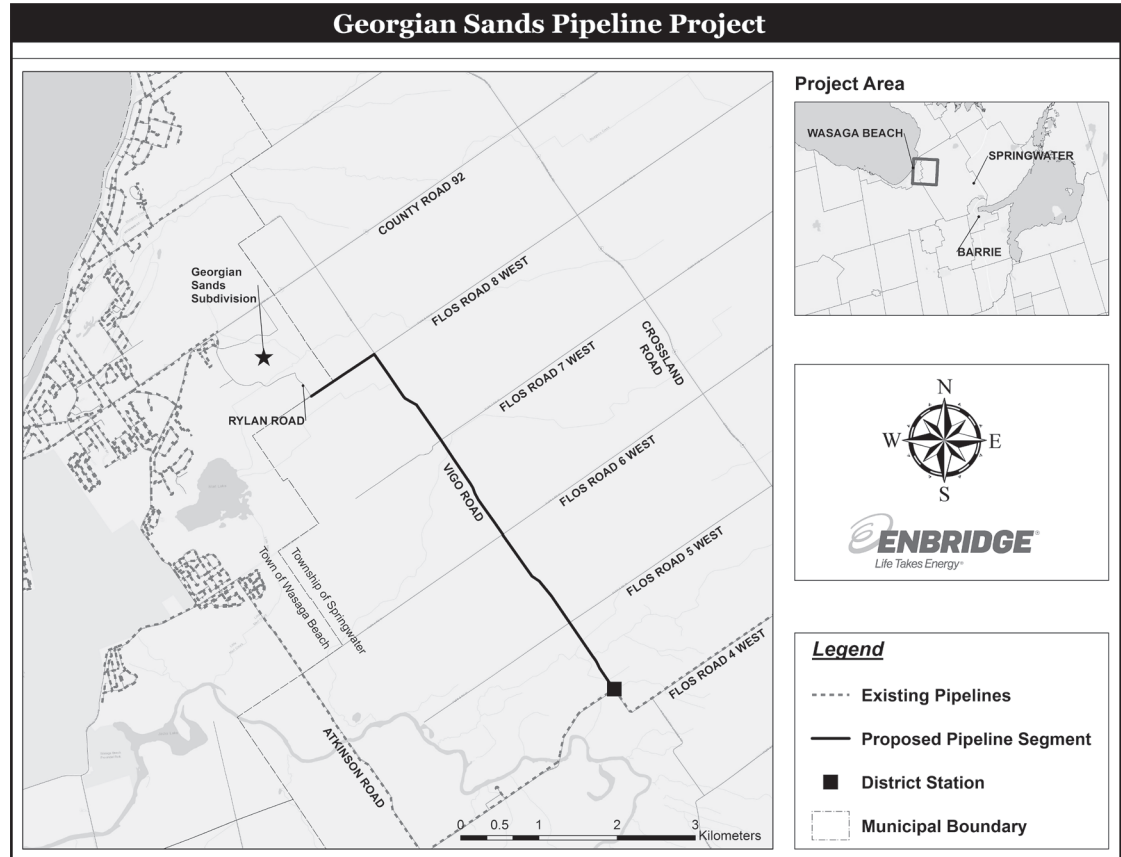 Georgian Sands Pipeline Project
COUNTY ROAD 92
FLOS ROAD 8 WEST
Georgian
Sands
Subdivision
FLOS ROAD 7 WEST
CROSSLAND
ROAD
RYLAN ROAD
FLOS ROAD 6 WEST
VIGO ROAD
FLOS ROAD 5 WEST
Town of Wasaga Beach
Township of Springwater
FLOS ROAD 4 WEST
ATKINSON ROAD
0 0.5 1 2 3
Kilometers
Project Area
WASAGA BEACH
SPRINGWATER
BARRIE
N
W E
S
ENBRIDGE®
Life Takes Energy®
Legend
Existing Pipelines
Proposed Pipeline Segment
District Station
Municipal Boundary